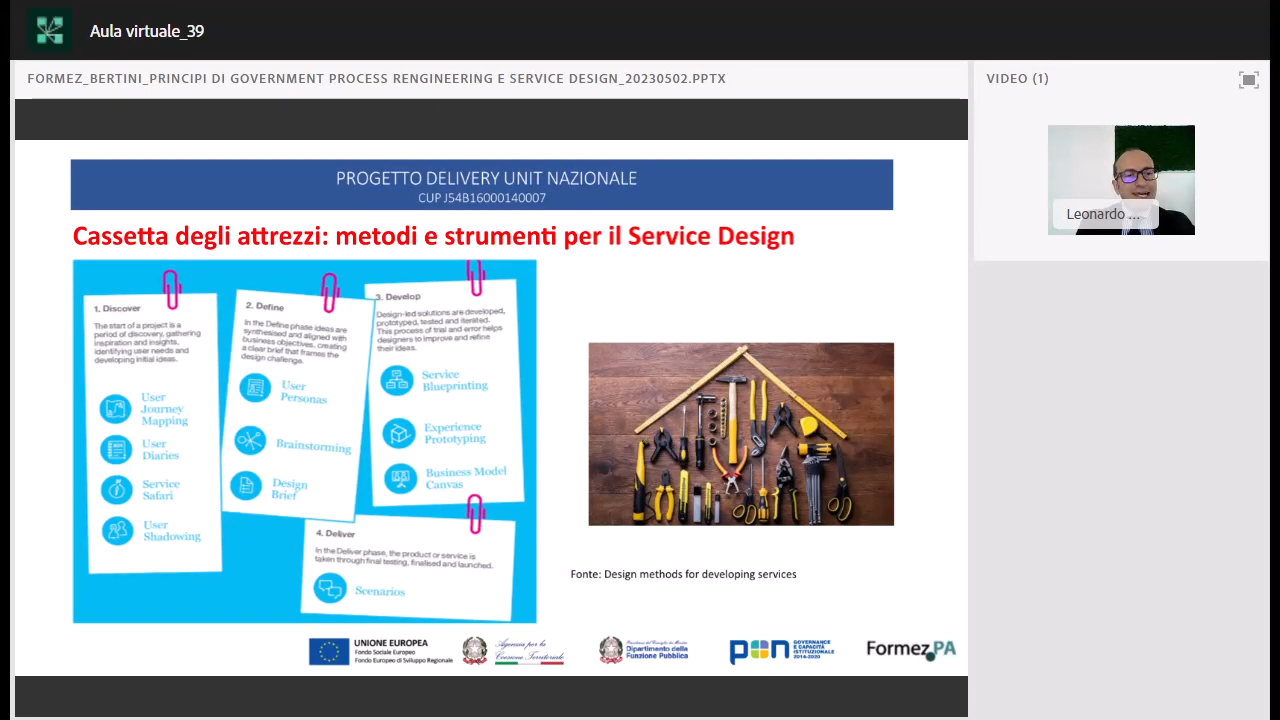 Aula virtuale_39
FORMEZ_BERTINI_PRINCIPI DI GOVERNMENT PROCESS RENGINEERING E SERVICE DESIGN_20230502.PPTX
VIDEO (1)
Leonardo ...
PROGETTO DELIVERY UNIT NAZIONALE
CUP J54B16000140007
Cassetta degli attrezzi: metodi e strumenti per il Service Design
1. Discover
The start of a project is a
period of discovery, gathering
inspiration and insights,
identifying user needs and
developing initial ideas.
User
Journey
Mapping
User
Diaries
Service
Safari
User
Shadowing
2. Define
In the Define phase ideas are
synthesised and aligned with
business objectives, creating
a clear brief that frames the
design challenge.
User
Personas
Brainstorming
Design
Brief
3. Develop
Design-led solutions are developed,
prototyped, tested and iterated.
This process of trial and error helps
designers to improve and refine
their ideas.
Service
Blueprinting
Experience
Prototyping
Business Model
Canvas
4. Deliver
In the Deliver phase, the product or service is
taken through final testing, finalised and launched.
Scenarios
Fonte: Design methods for developing services
UNIONE EUROPEA
Fondo Sociale Europeo
Fondo Europeo di Sviluppo Regionale
Agenzia per la
Coesione Territoriale
Presidenza del Consiglio dei Ministri
Dipartimento della
Funzione Pubblica
pon
GOVERNANCE
E CAPACITÀ
ISTITUZIONALE
2014-2020
Formez PA